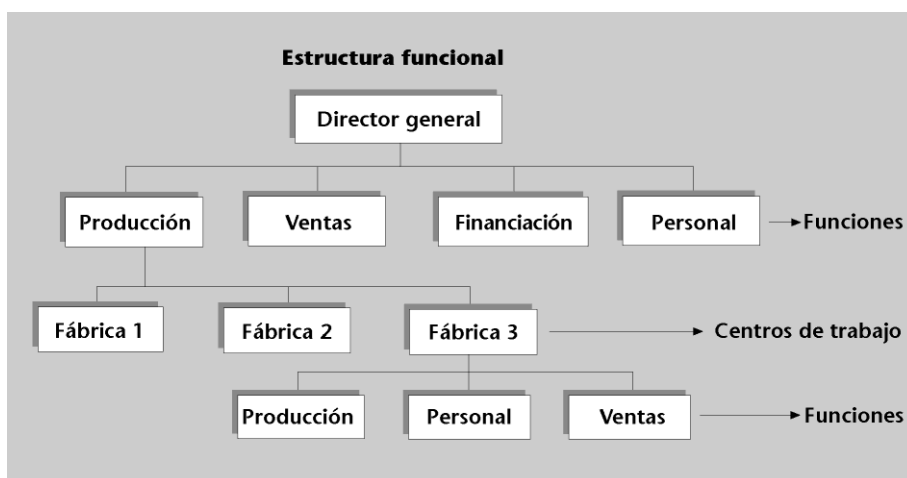 Estructura funcional
Director general
Producción
Ventas
Financiación
Personal
Funciones
Fábrica 1
Fábrica 2
Fábrica 3
Centros de trabajo
Producción
Personal
Ventas
Funciones